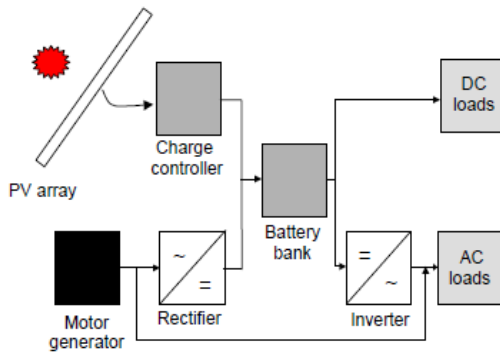 PV array
Charge
controller
Battery
bank
DC
loads
Motor
generator
~
=
Rectifier
=
~
Inverter
AC
loads